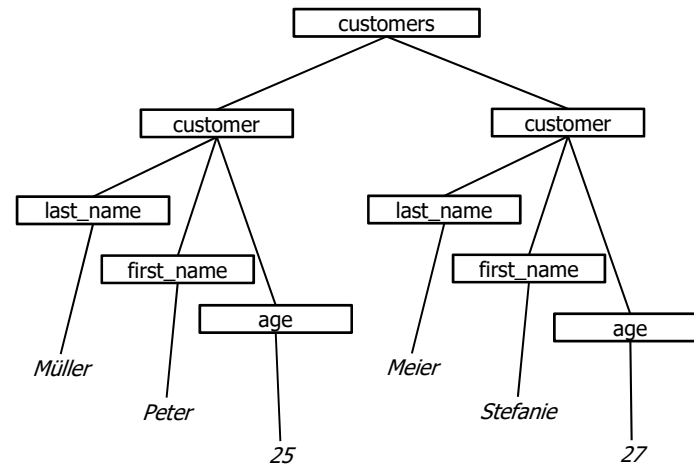 customers
customer
customer
last_name
last_name
first_name
first_name
age
age
Müller
Meier
Peter
Stefanie
25
27